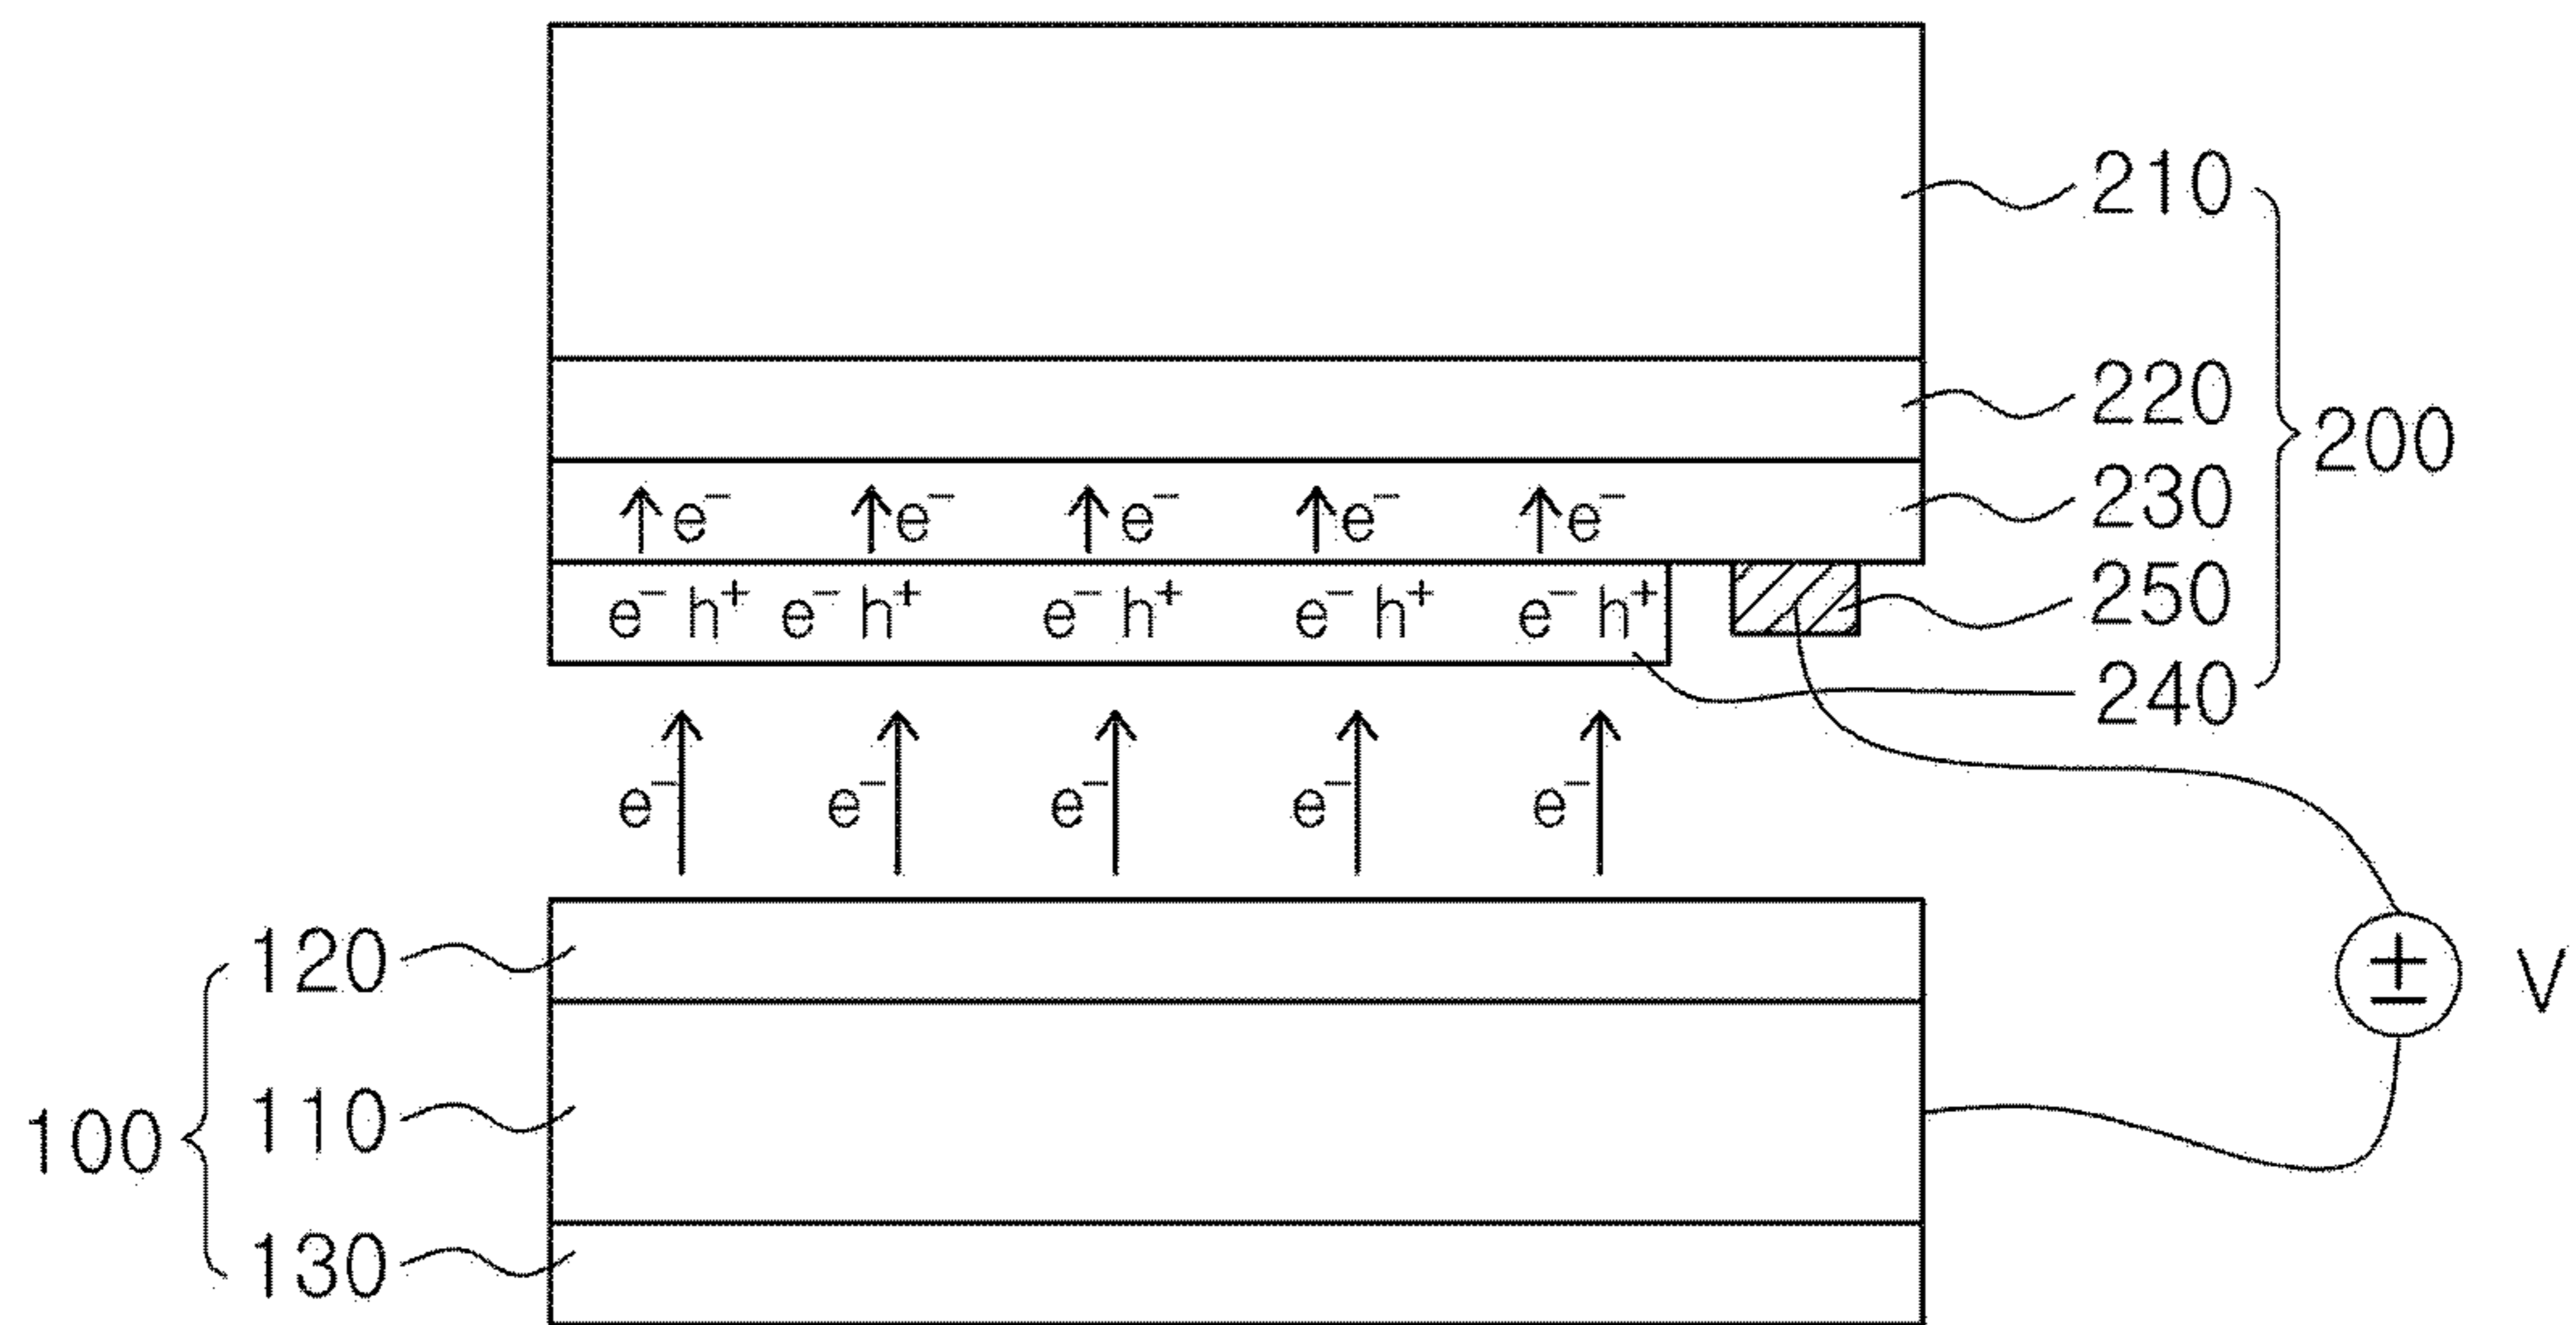 210
220
200
230
e⁻ e⁻ e⁻ e⁻ e⁻
250
e⁻ h⁺ e⁻ h⁺ e⁻ h⁺ e⁻ h⁺ e⁻ h⁺
240
e⁻ e⁻ e⁻ e⁻ e⁻
120
± V
110
100
130